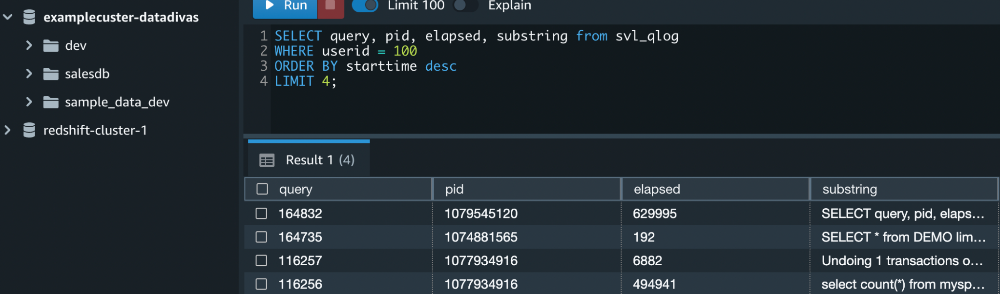 examplecuster-datadivas
dev
salesdb
sample_data_dev
redshift-cluster-1
Run
Limit 100
Explain
1 SELECT query, pid, elapsed, substring from svl_qlog
2 WHERE userid = 100
3 ORDER BY starttime desc
4 LIMIT 4;
Result 1 (4)
query pid elapsed substring
164832 1079545120 629995 SELECT query, pid, elaps...
164735 1074881565 192 SELECT * from DEMO lim...
116257 1077934916 6882 Undoing 1 transactions o...
116256 1077934916 494941 select count(*) from mysp...